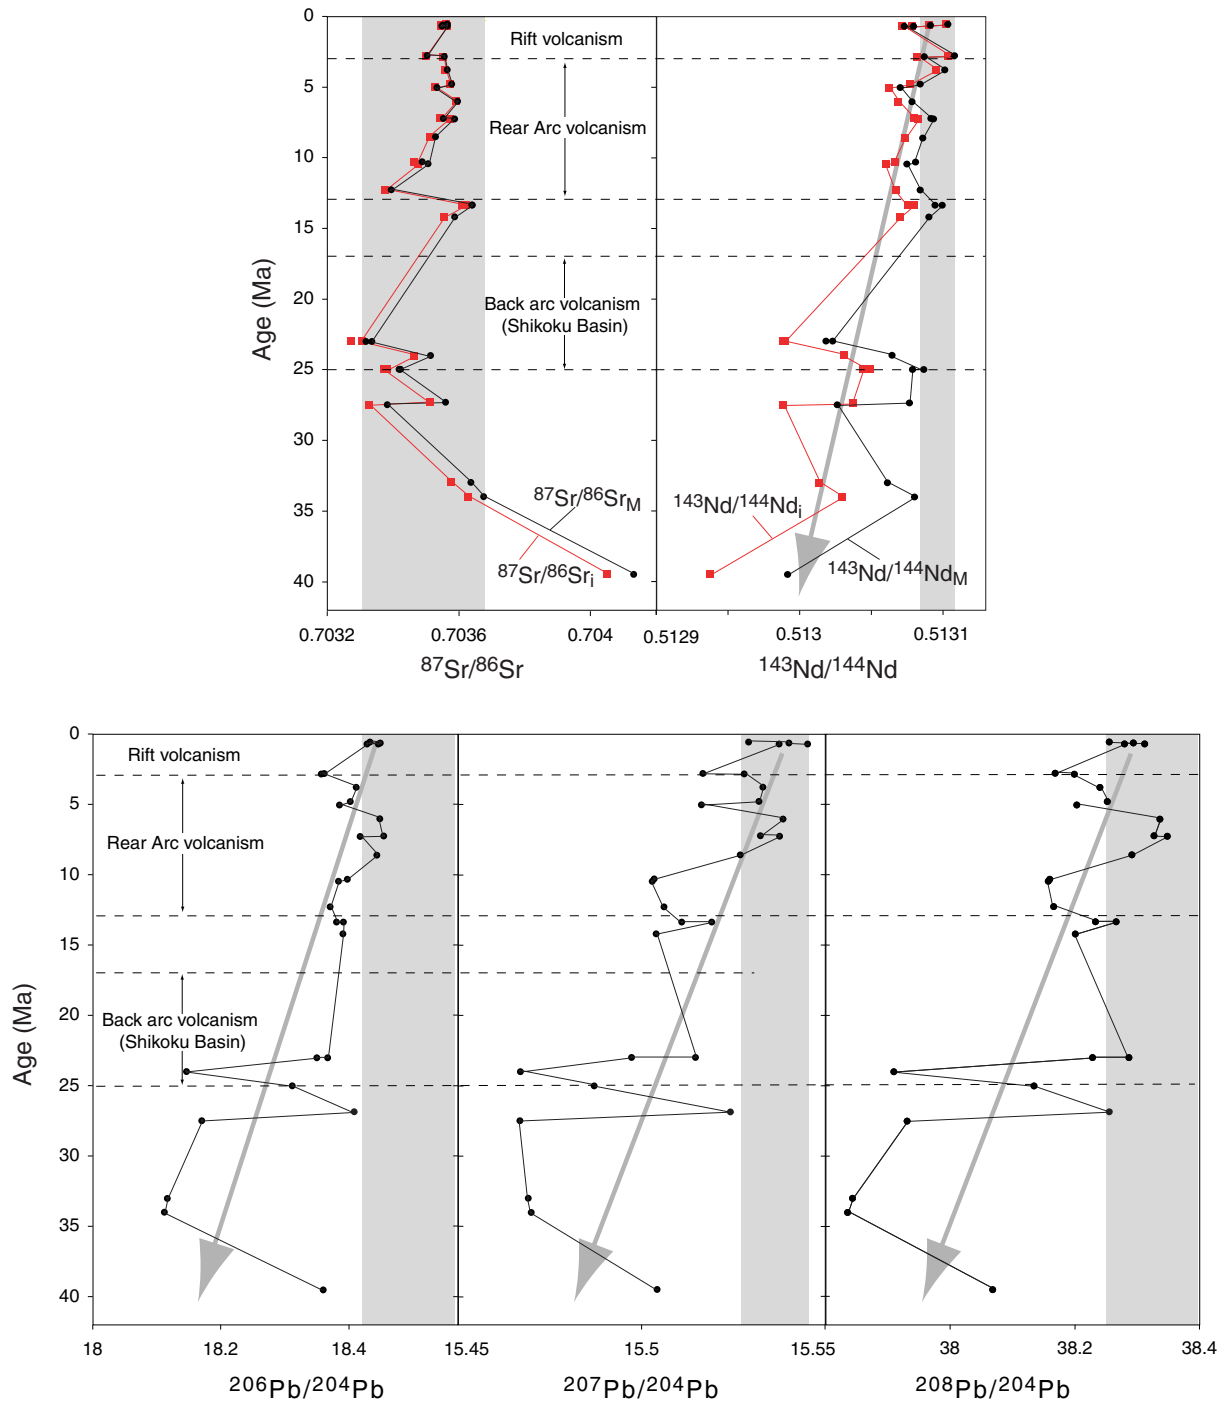 0
5
10
15
20
25
30
35
40
Age (Ma)
Rift volcanism
Rear Arc volcanism
Back arc volcanism
(Shikoku Basin)
87Sr/86SrM
87Sr/86Sri
143Nd/144Ndi
143Nd/144NdM
0.7032
0.7036
0.704
0.5129
0.513
0.5131
87Sr/86Sr
143Nd/144Nd
0
5
10
15
20
25
30
35
40
Age (Ma)
Rift volcanism
Rear Arc volcanism
Back arc volcanism
(Shikoku Basin)
18
18.2
18.4
15.45
15.5
15.55
38
38.2
38.4
206Pb/204Pb
207Pb/204Pb
208Pb/204Pb